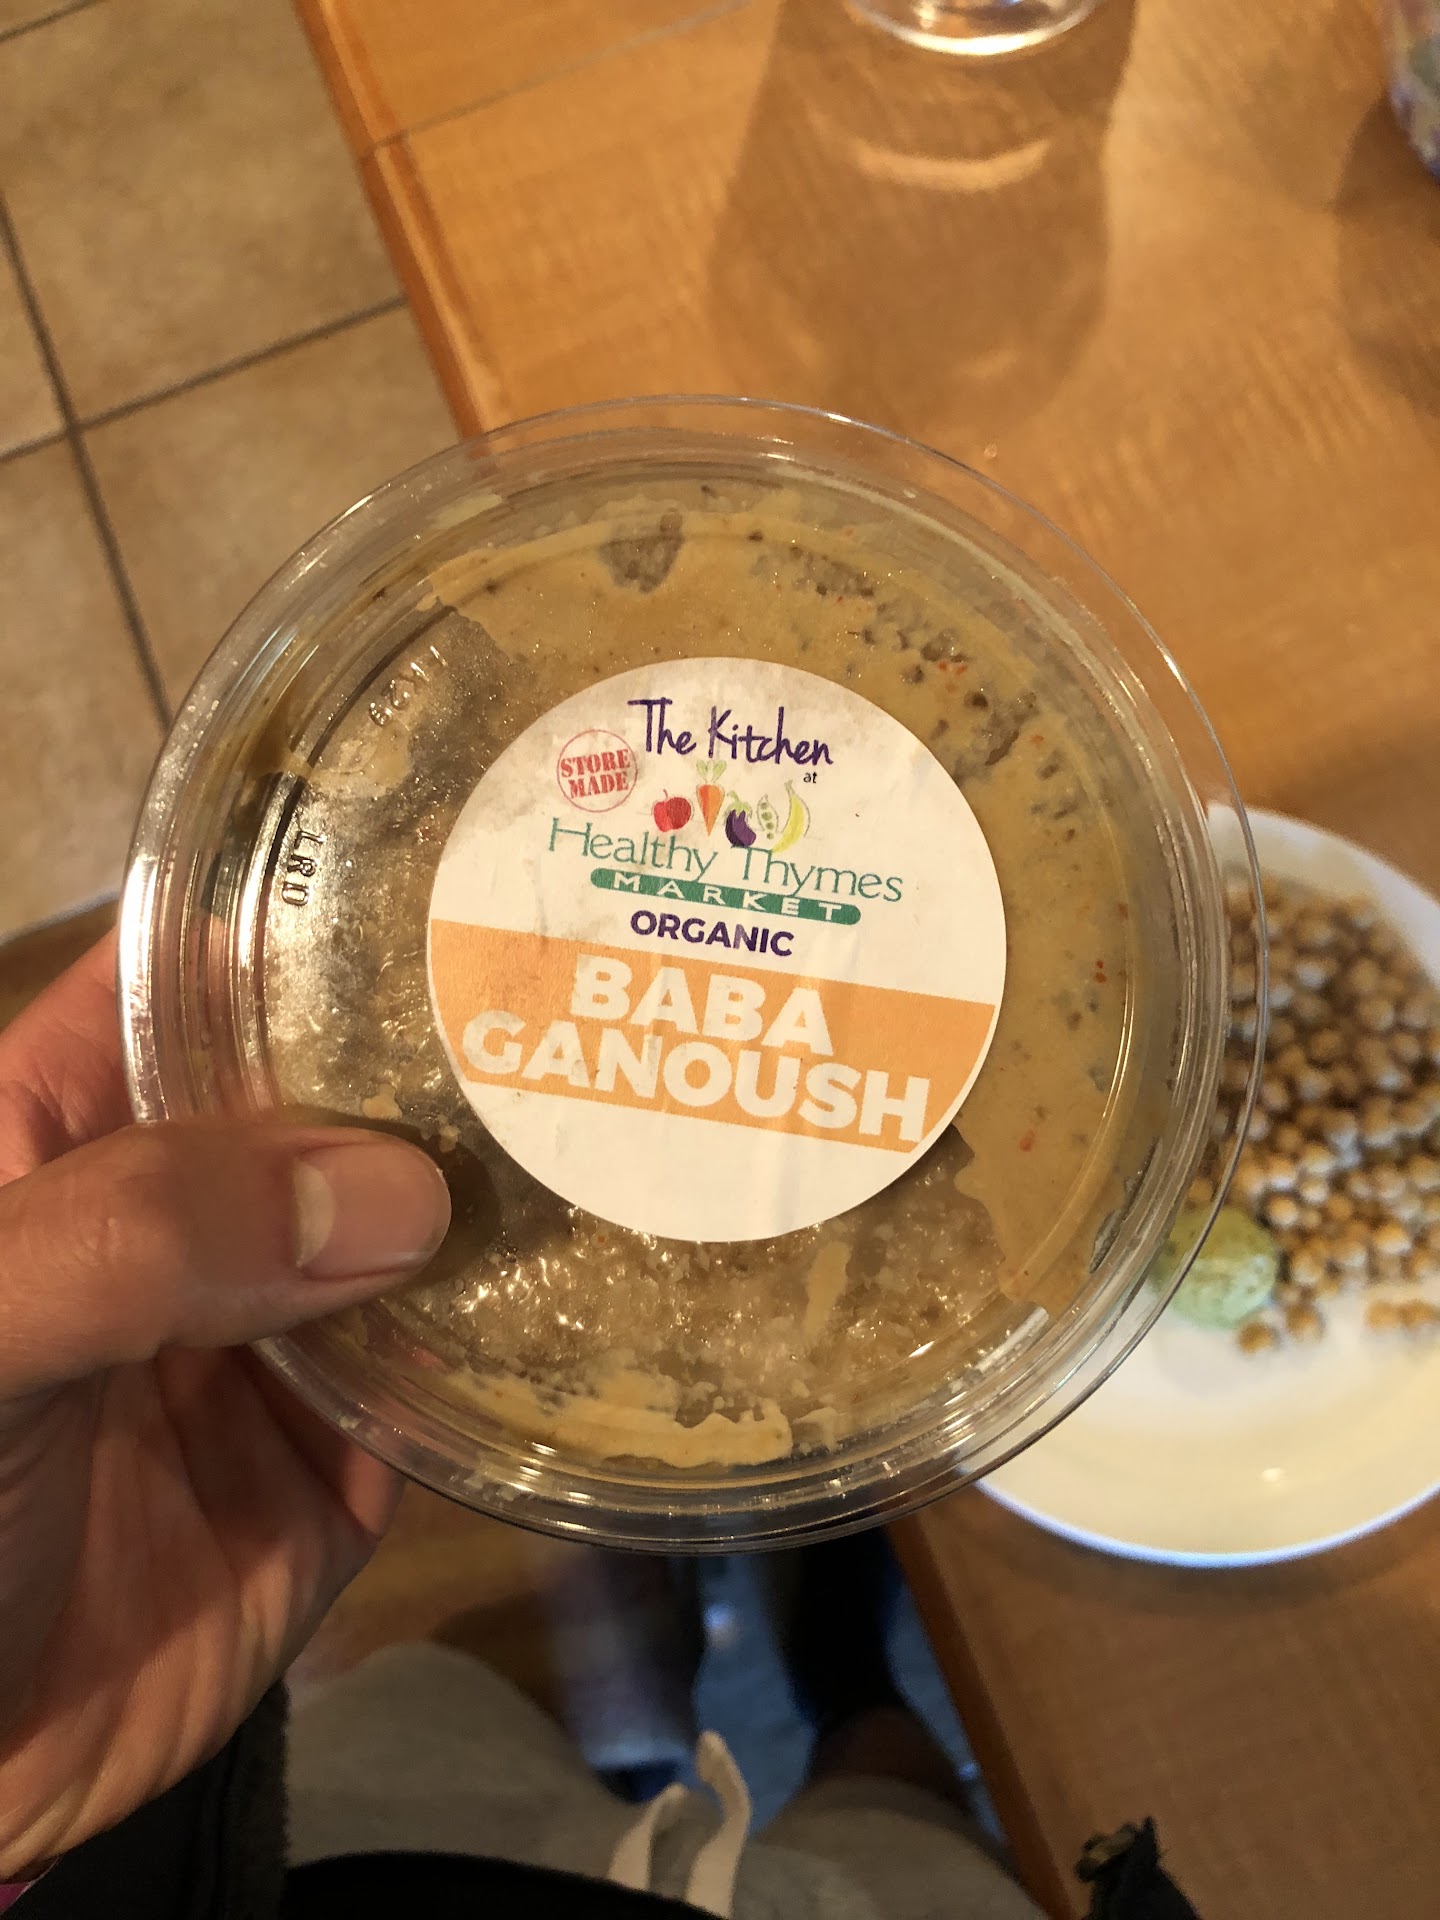 The Kitchen
STORE
MADE
at
Healthy Thymes
MARKET
ORGANIC
BABA
GANOUSH